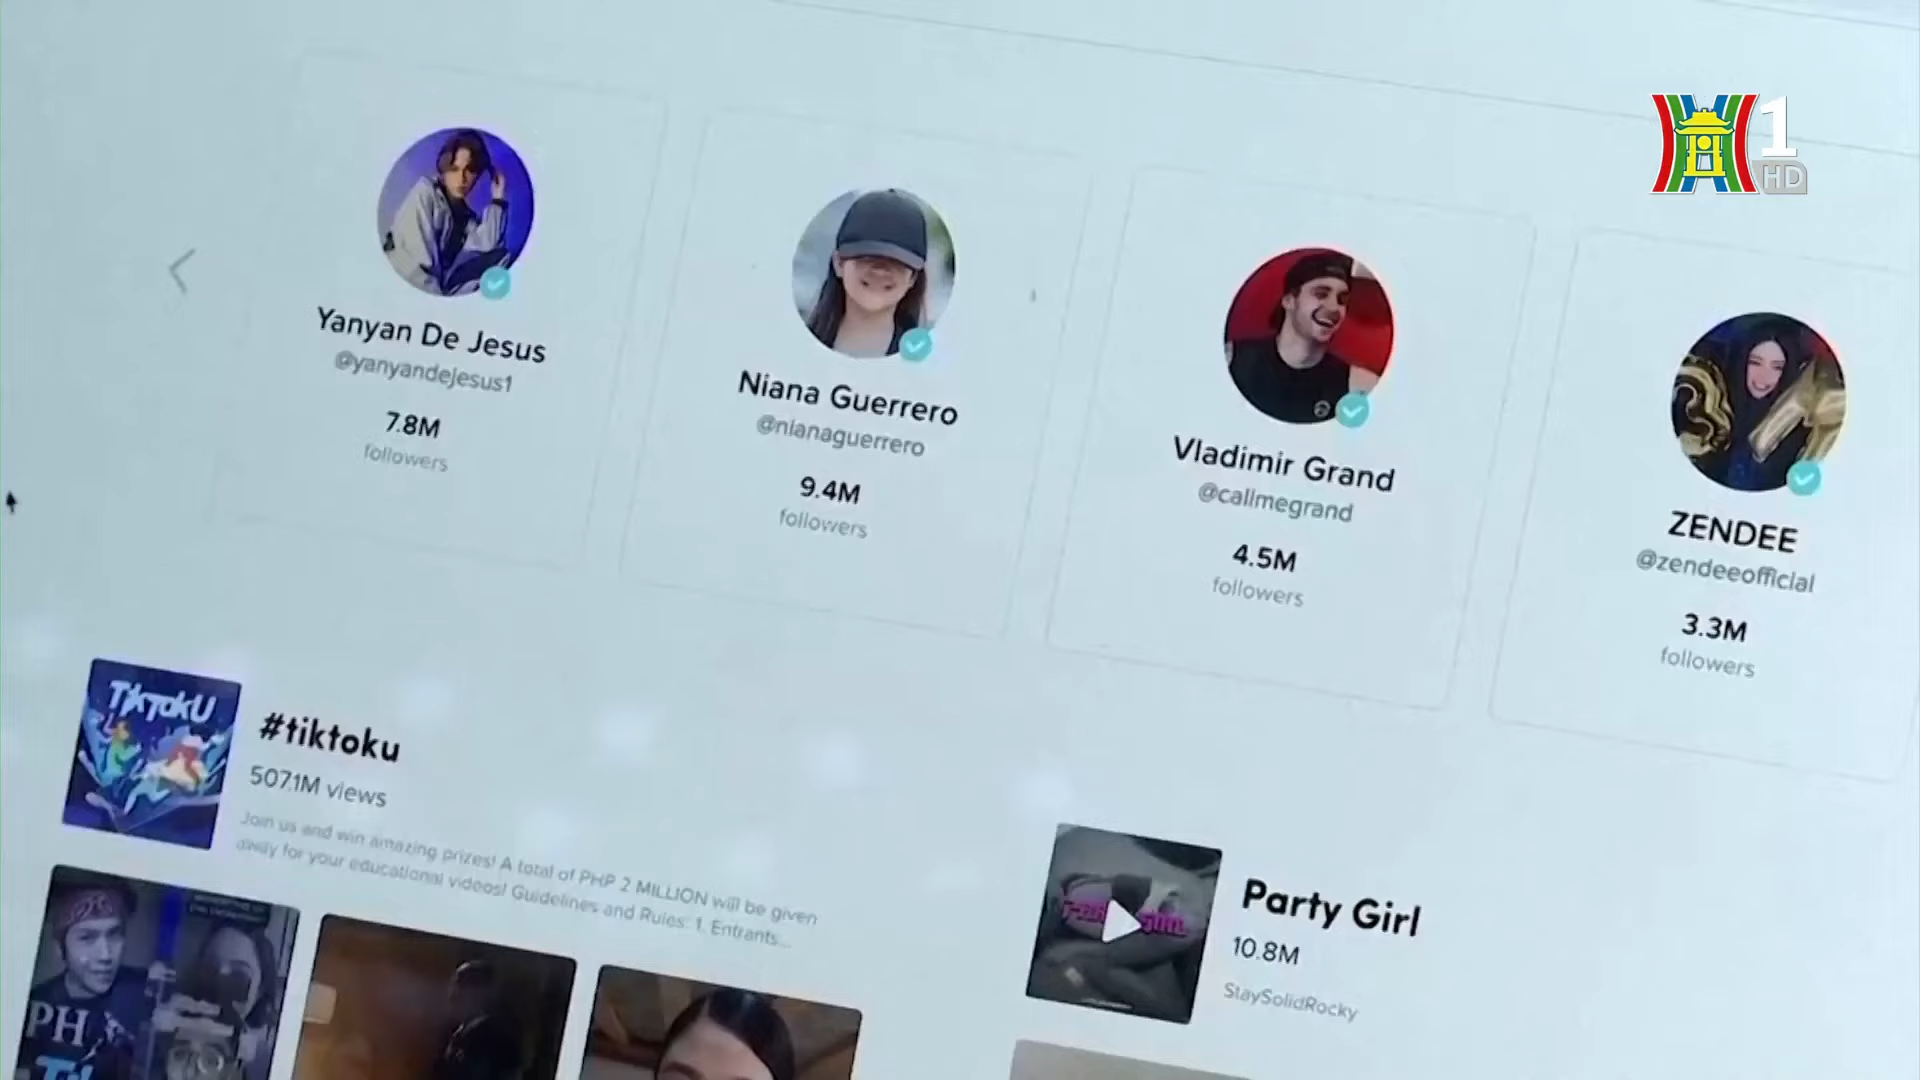 1
HD
Yanyan De Jesus
@yanyandejesus1
7.8M
followers
Niana Guerrero
@nianaguerrero
9.4M
followers
Vladimir Grand
@callmegrand
4.5M
followers
ZENDEE
@zendeeofficial
3.3M
followers
TikTokU
#tiktoku
507.1M views
Join us and win amazing prizes! A total of PHP 2 MILLION will be given
away for your educational videos! Guidelines and Rules: 1. Entrants...
Party Girl
10.8M
StaySolidRocky
PH